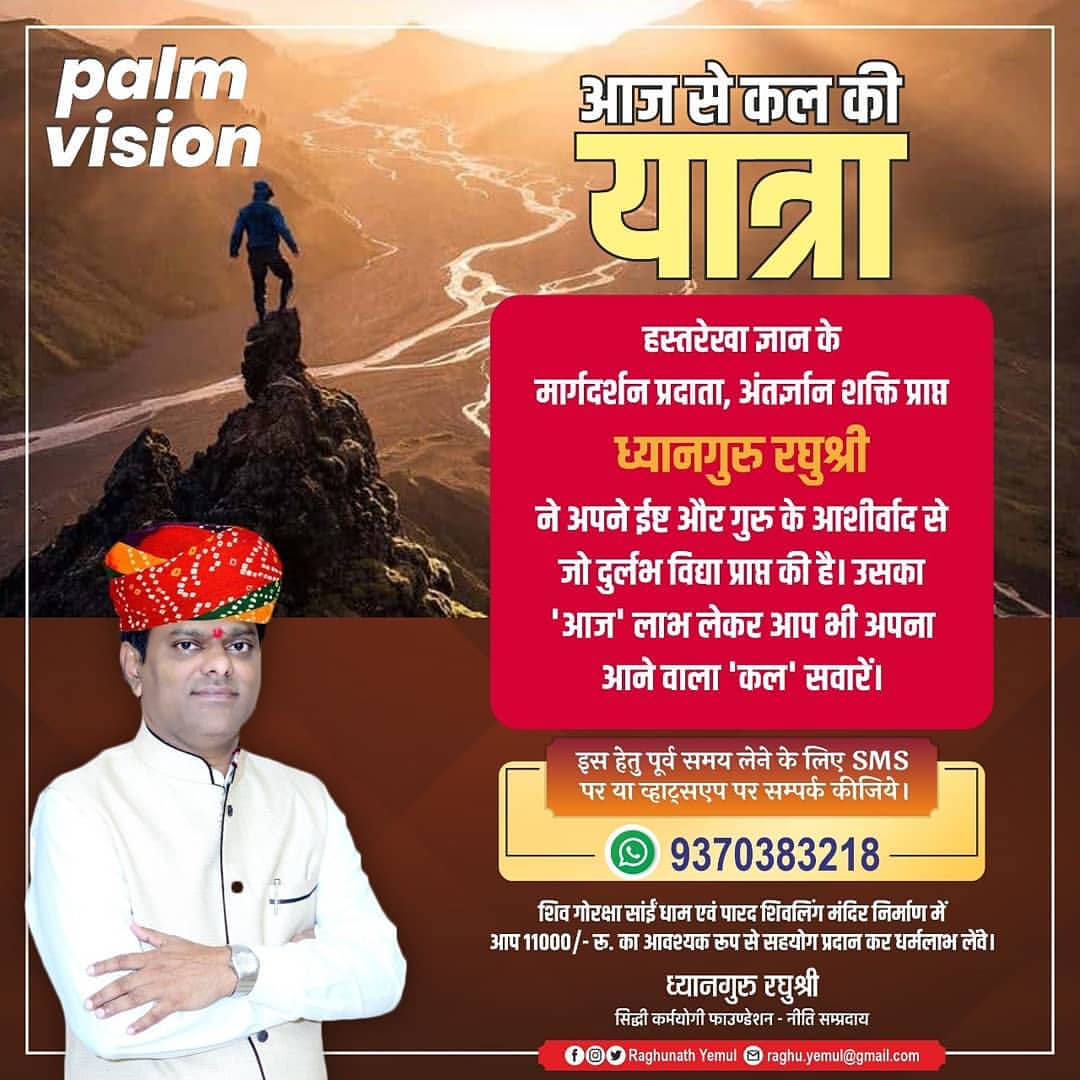 palm
vision
आज से कल की
यात्रा
हस्तरेखा ज्ञान के
मार्गदर्शन प्रदाता, अंतर्ज्ञान शक्ति प्राप्त
ध्यानगुरु रघुश्री
ने अपने ईष्ट और गुरु के आशीर्वाद से
जो दुर्लभ विद्या प्राप्त की है। उसका
'आज' लाभ लेकर आप भी अपना
आने वाला 'कल' सवारें।
इस हेतु पूर्व समय लेने के लिए SMS
पर या व्हाट्सएप पर सम्पर्क कीजिये।
9370383218
शिव गोरक्षा सांईं धाम एवं पारद शिवलिंग मंदिर निर्माण में
आप 11000/- रू. का आवश्यक रूप से सहयोग प्रदान कर धर्मलाभ लेवे।
ध्यानगुरु रघुश्री
सिद्धी कर्मयोगी फाउण्डेशन - नीति सम्प्रदाय
Raghunath Yemul raghu.yemul@gmail.com